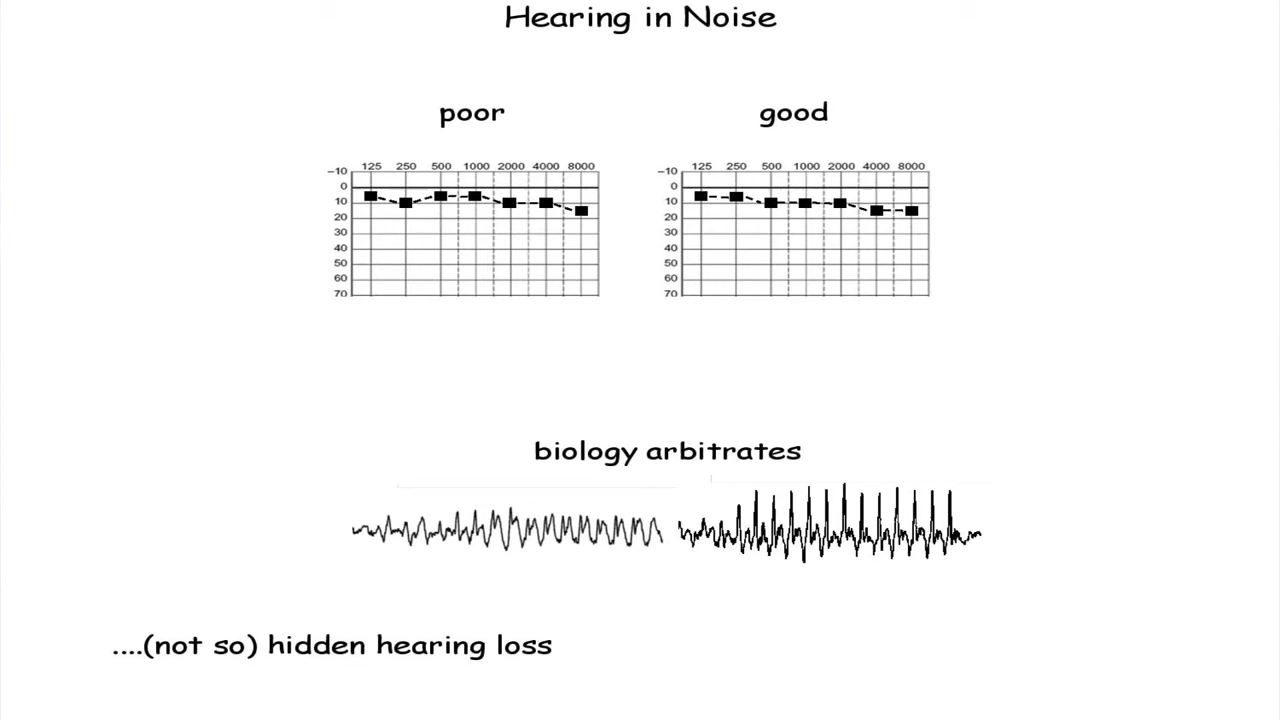 Hearing in Noise
poor
good
125 250 500 1000 2000 4000 8000
–10
0
10
20
30
40
50
60
70
125 250 500 1000 2000 4000 8000
–10
0
10
20
30
40
50
60
70
biology arbitrates
....(not so) hidden hearing loss